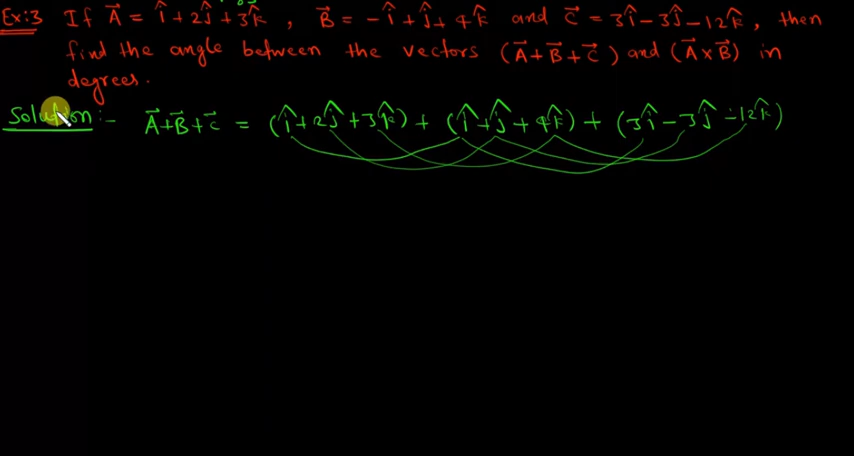 Ex:3 If A⃗ = î + 2ĵ + 3k̂ , B⃗ = -î + ĵ + 4k̂ and C⃗ = 3î - 3ĵ - 12k̂ , then
find the angle between the vectors (A⃗+B⃗+C⃗) and (A⃗×B⃗) in
degrees.
Solution:- A⃗+B⃗+C⃗ = (î+2ĵ+3k̂) + (î+ĵ+4k̂) + (3î-3ĵ-12k̂)